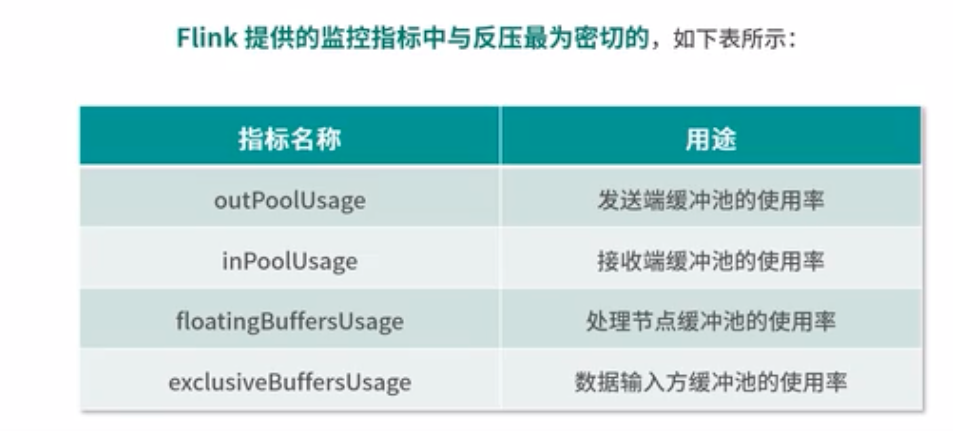 Flink 提供的监控指标中与反压最为密切的，如下表所示：
指标名称 用途
outPoolUsage 发送端缓冲池的使用率
inPoolUsage 接收端缓冲池的使用率
floatingBuffersUsage 处理节点缓冲池的使用率
exclusiveBuffersUsage 数据输入方缓冲池的使用率